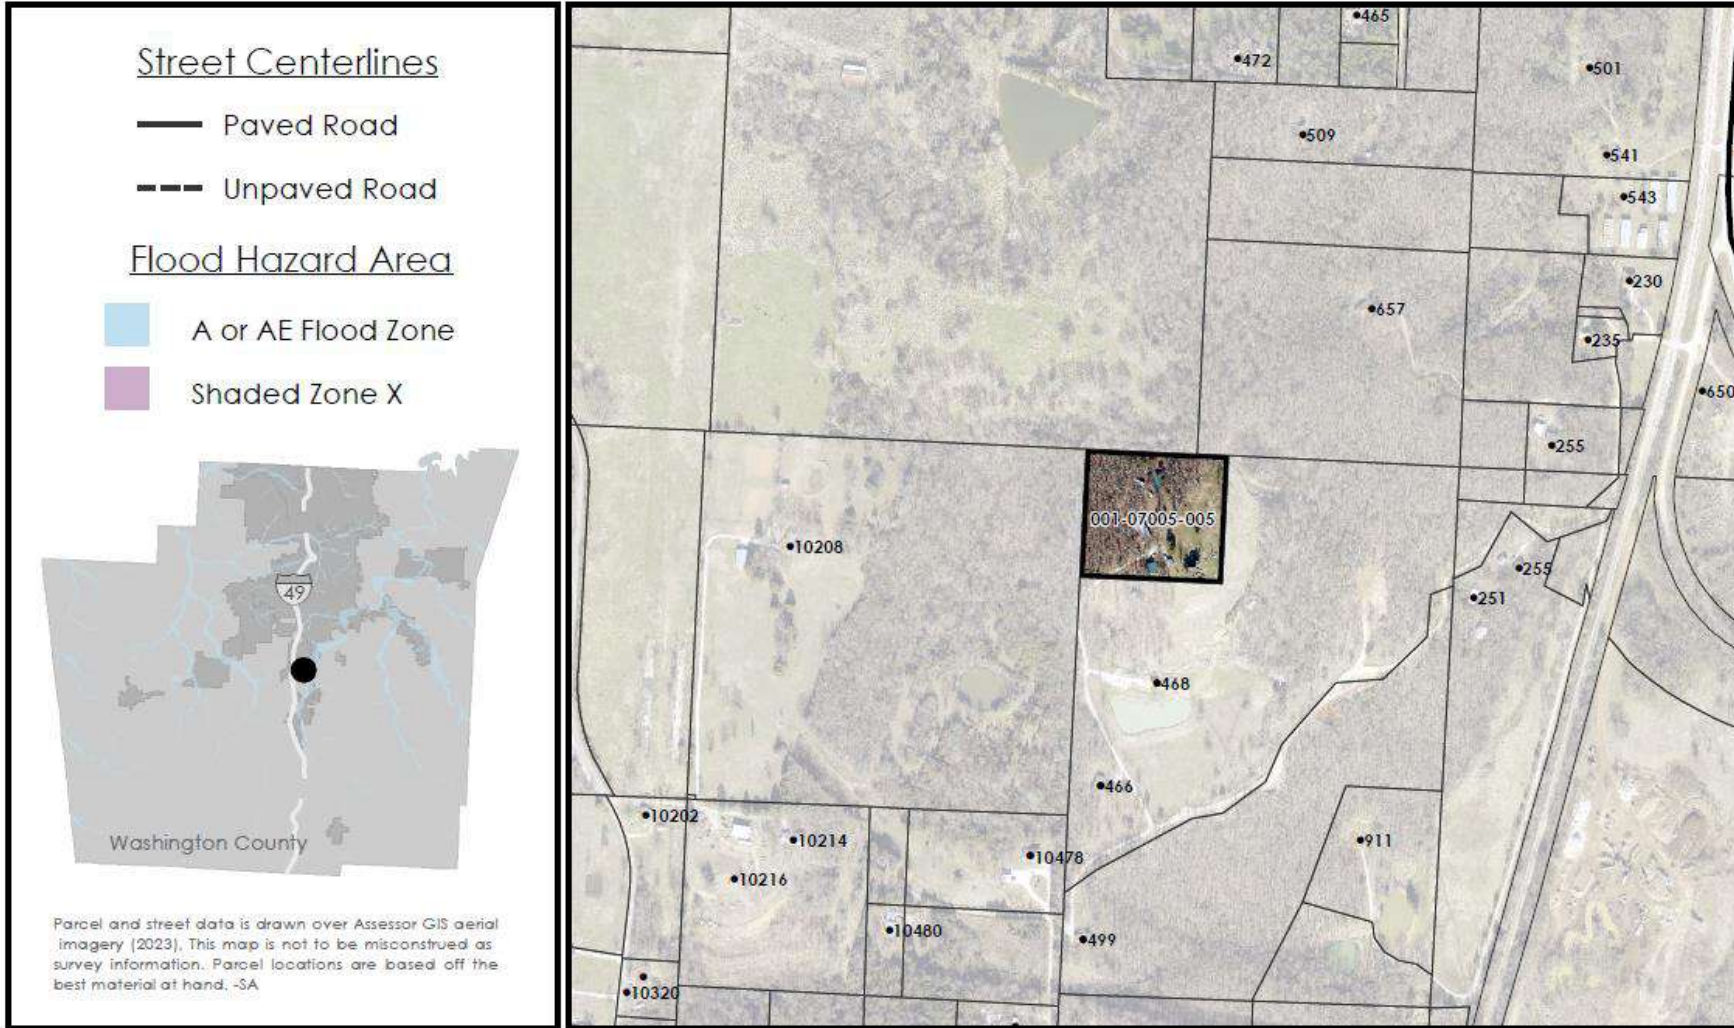 Street Centerlines
Paved Road
Unpaved Road
Flood Hazard Area
A or AE Flood Zone
Shaded Zone X
49
Washington County
Parcel and street data is drawn over Assessor GIS aerial
imagery (2023). This map is not to be misconstrued as
survey information. Parcel locations are based off the
best material at hand. -SA
465
472
501
509
541
543
230
657
235
650
255
001-07005-005
10208
255
251
468
466
10202
10214
911
10478
10216
10480
499
10320